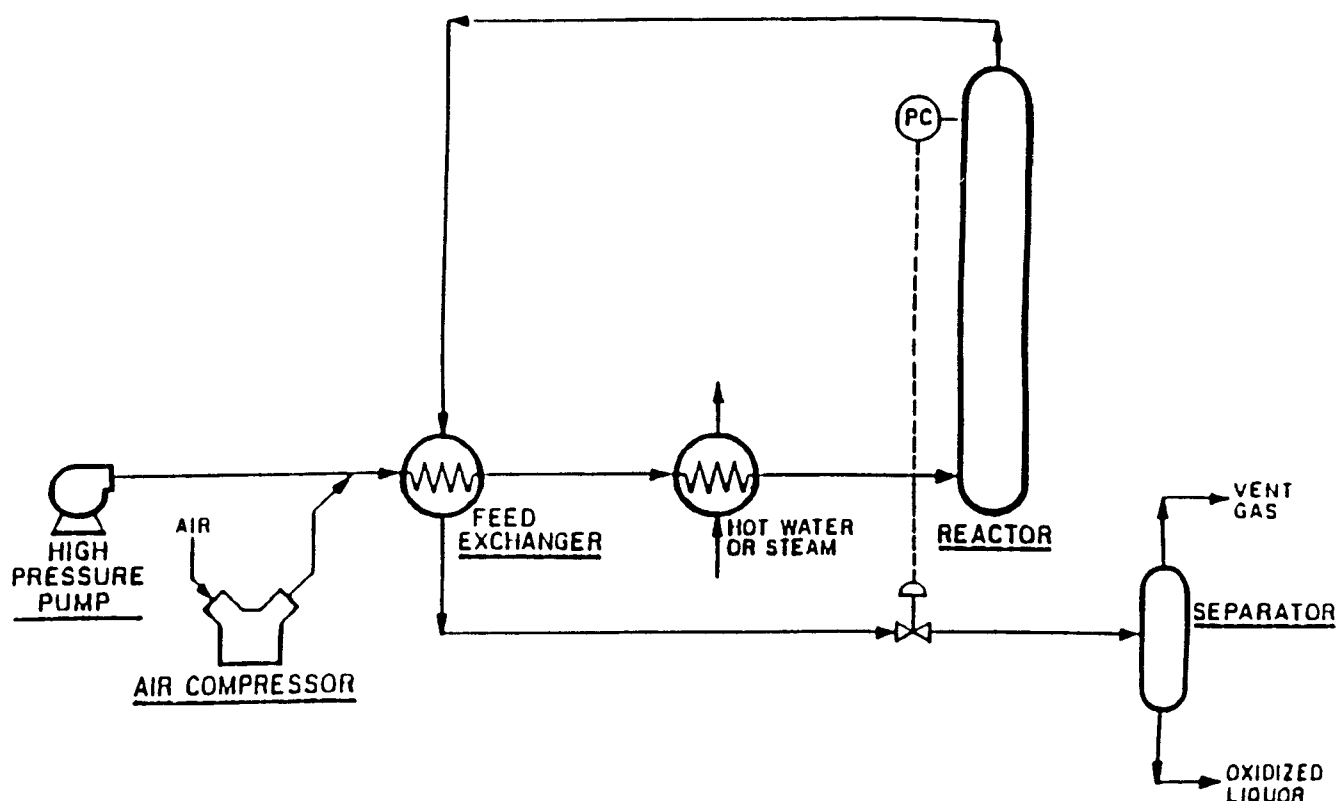 PC
HIGH
PRESSURE
PUMP
AIR
AIR COMPRESSOR
FEED
EXCHANGER
HOT WATER
OR STEAM
REACTOR
VENT
GAS
SEPARATOR
OXIDIZED
LIQUOR